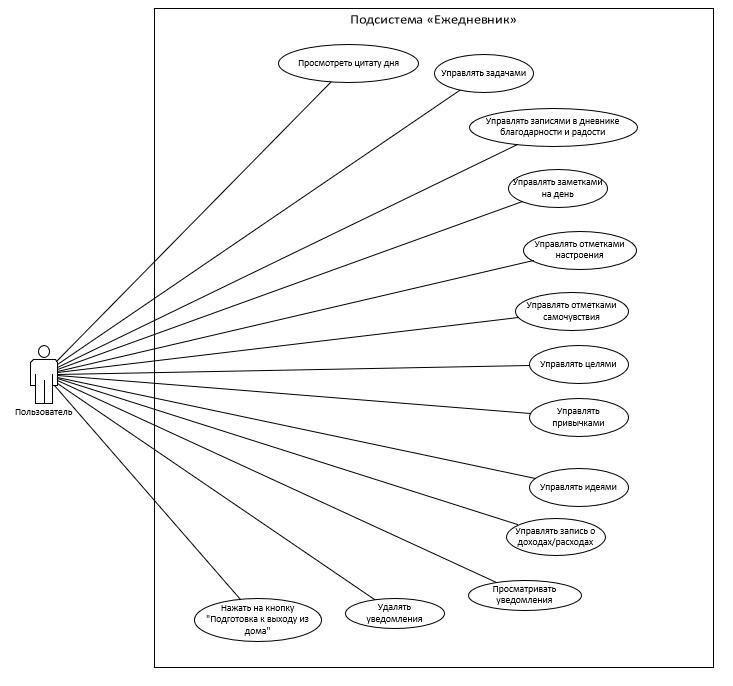 Подсистема «Ежедневник»
Просмотреть цитату дня
Управлять задачами
Управлять записями в дневнике
благодарности и радости
Управлять заметками
на день
Управлять отметками
настроения
Управлять отметками
самочувствия
Управлять целями
Управлять
привычками
Управлять идеями
Управлять запись о
доходах/расходах
Просматривать
уведомления
Удалять
уведомления
Нажать на кнопку
"Подготовка к выходу из
дома"
Пользователь